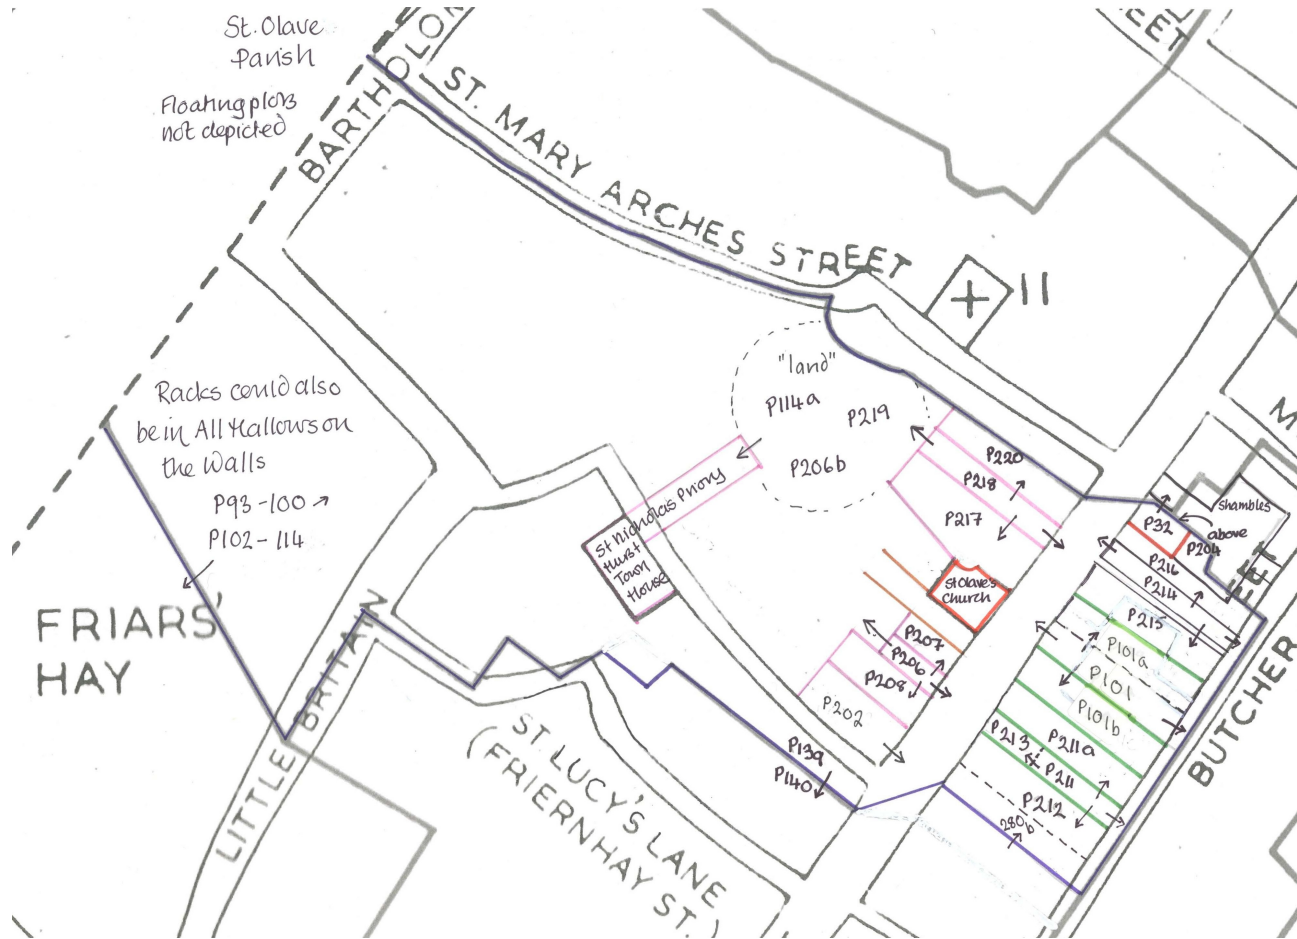 St. Olave
Parish
Floating plots
not depicted
BARTHOLOM
ST. MARY ARCHES STREET
EET
+ 11
"land"
P114a
P219
P206b
Racks could also
be in All Hallows on
the Walls
P93-100
P102-114
FRIARS'
HAY
St Nicholas Priory
St
Hurst
Town
House
P220
P218
P217
St Olave's
Church
P207
P206
P208
P202
P139
P140
LITTLE BRITAIN
ST. LUCY'S LANE
(FRIERNHAY ST.)
M
Shambles
above
P32
P204
P216
P214
P215
P101a
P101
P101b
P211a
P213
P211
P212
280b
BUTCHER
EET